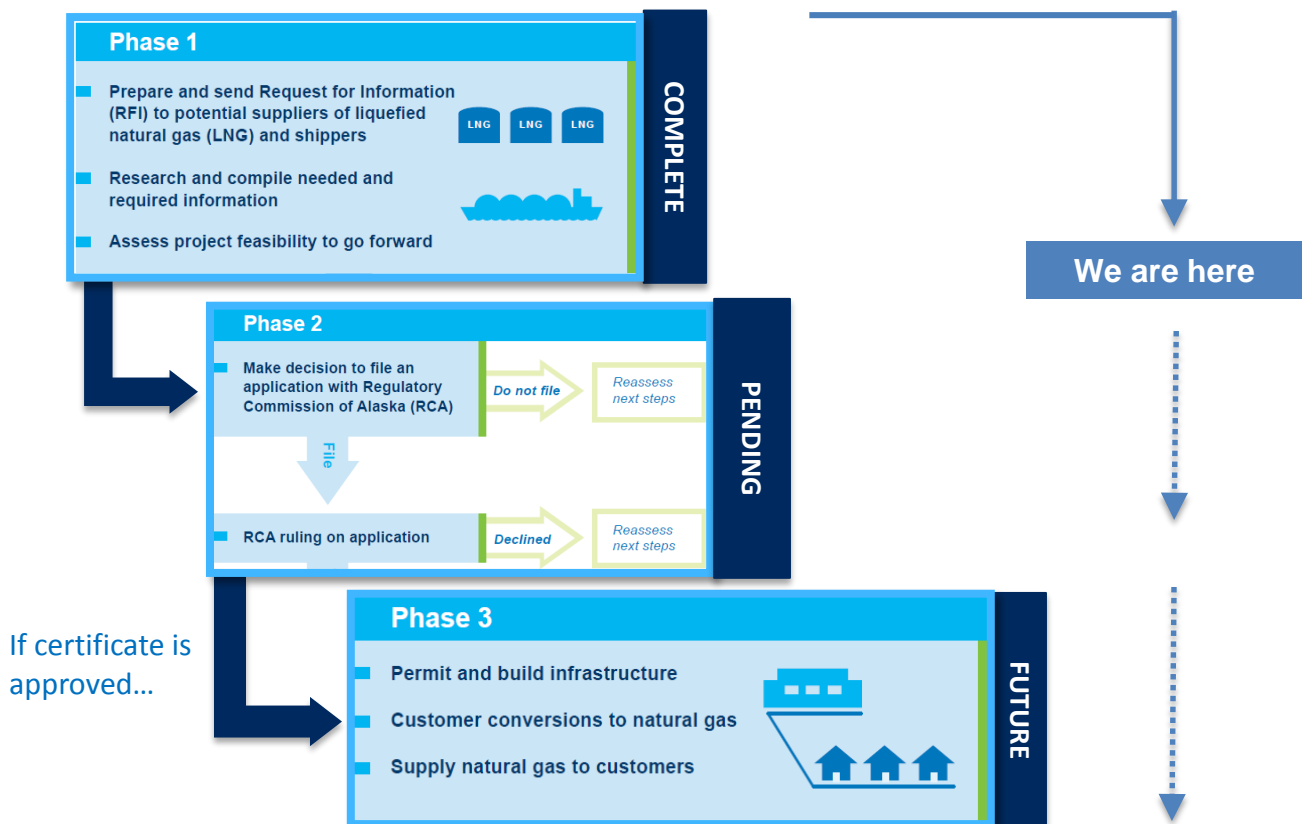 Phase 1
Prepare and send Request for Information
(RFI) to potential suppliers of liquefied
natural gas (LNG) and shippers
LNG LNG LNG
Research and compile needed and
required information
Assess project feasibility to go forward
COMPLETE
We are here
Phase 2
Make decision to file an
application with Regulatory
Commission of Alaska (RCA)
Do not file
Reassess
next steps
File
RCA ruling on application
Declined
Reassess
next steps
PENDING
If certificate is
approved...
Phase 3
Permit and build infrastructure
Customer conversions to natural gas
Supply natural gas to customers
FUTURE